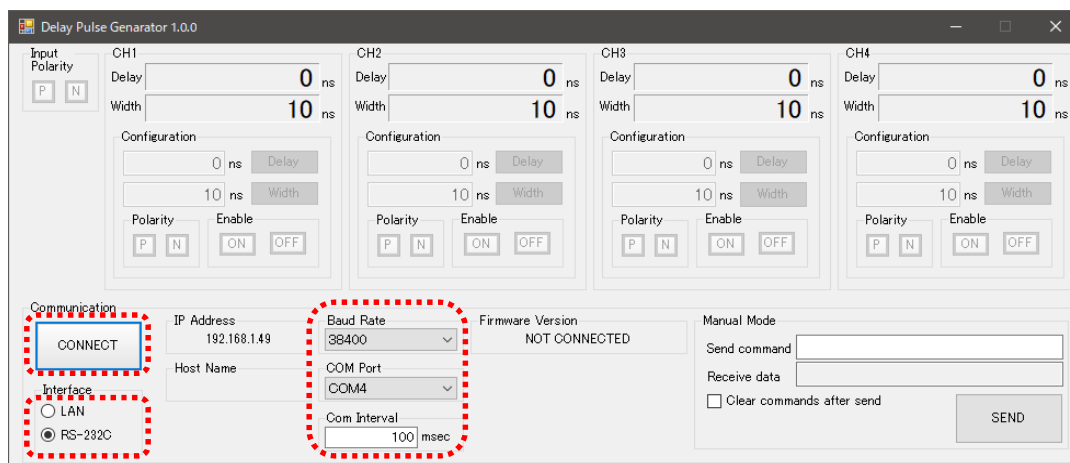 Delay Pulse Genarator 1.0.0
Input Polarity
P N
CH1
Delay 0 ns
Width 10 ns
Configuration
0 ns Delay
10 ns Width
Polarity
P N
Enable
ON OFF
CH2
Delay 0 ns
Width 10 ns
Configuration
0 ns Delay
10 ns Width
Polarity
P N
Enable
ON OFF
CH3
Delay 0 ns
Width 10 ns
Configuration
0 ns Delay
10 ns Width
Polarity
P N
Enable
ON OFF
CH4
Delay 0 ns
Width 10 ns
Configuration
0 ns Delay
10 ns Width
Polarity
P N
Enable
ON OFF
Communication
CONNECT
Interface
LAN
RS-232C
IP Address
192.168.1.49
Host Name
Baud Rate
38400
COM Port
COM4
Com Interval
100 msec
Firmware Version
NOT CONNECTED
Manual Mode
Send command
Receive data
Clear commands after send
SEND